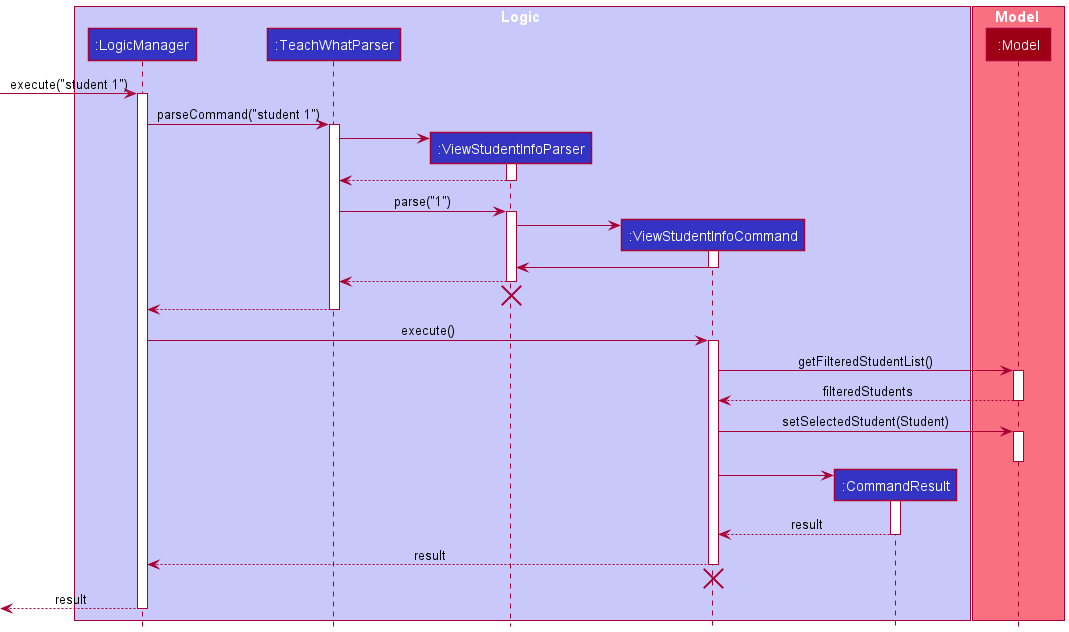 Logic
Model
:LogicManager
:TeachWhatParser
:Model
execute("student 1")
parseCommand("student 1")
:ViewStudentInfoParser
parse("1")
:ViewStudentInfoCommand
execute()
getFilteredStudentList()
filteredStudents
setSelectedStudent(Student)
:CommandResult
result
result
result